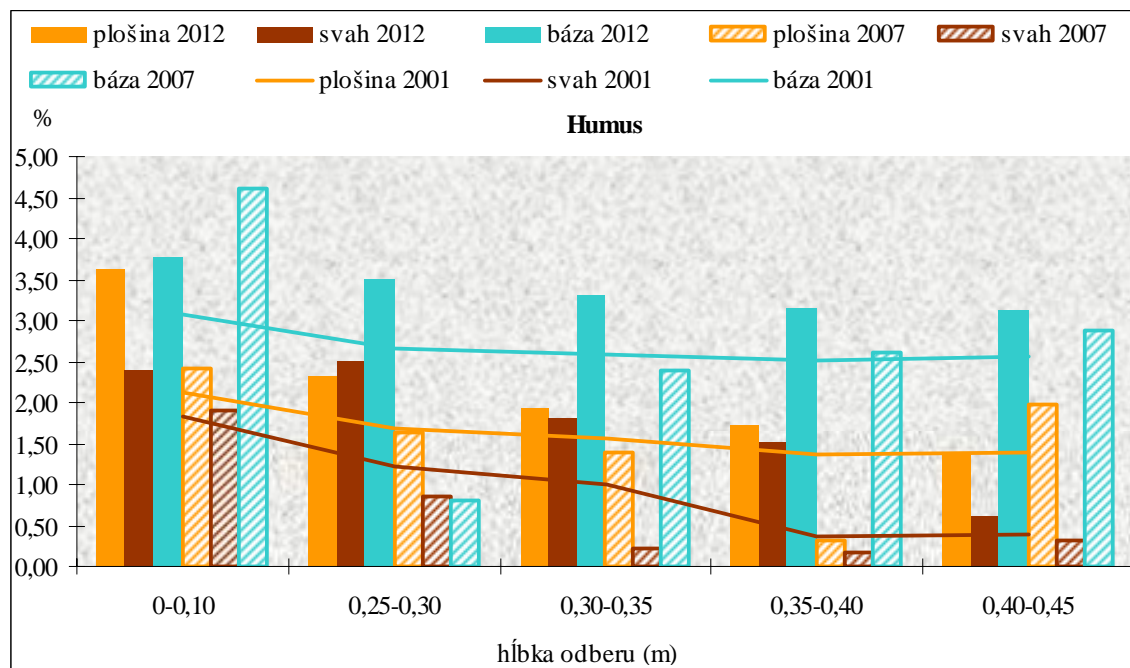 plošina 2012 svah 2012 báza 2012 plošina 2007 svah 2007
báza 2007 plošina 2001 svah 2001 báza 2001
%
Humus
5,00
4,50
4,00
3,50
3,00
2,50
2,00
1,50
1,00
0,50
0,00
0-0,10 0,25-0,30 0,30-0,35 0,35-0,40 0,40-0,45
hĺbka odberu (m)